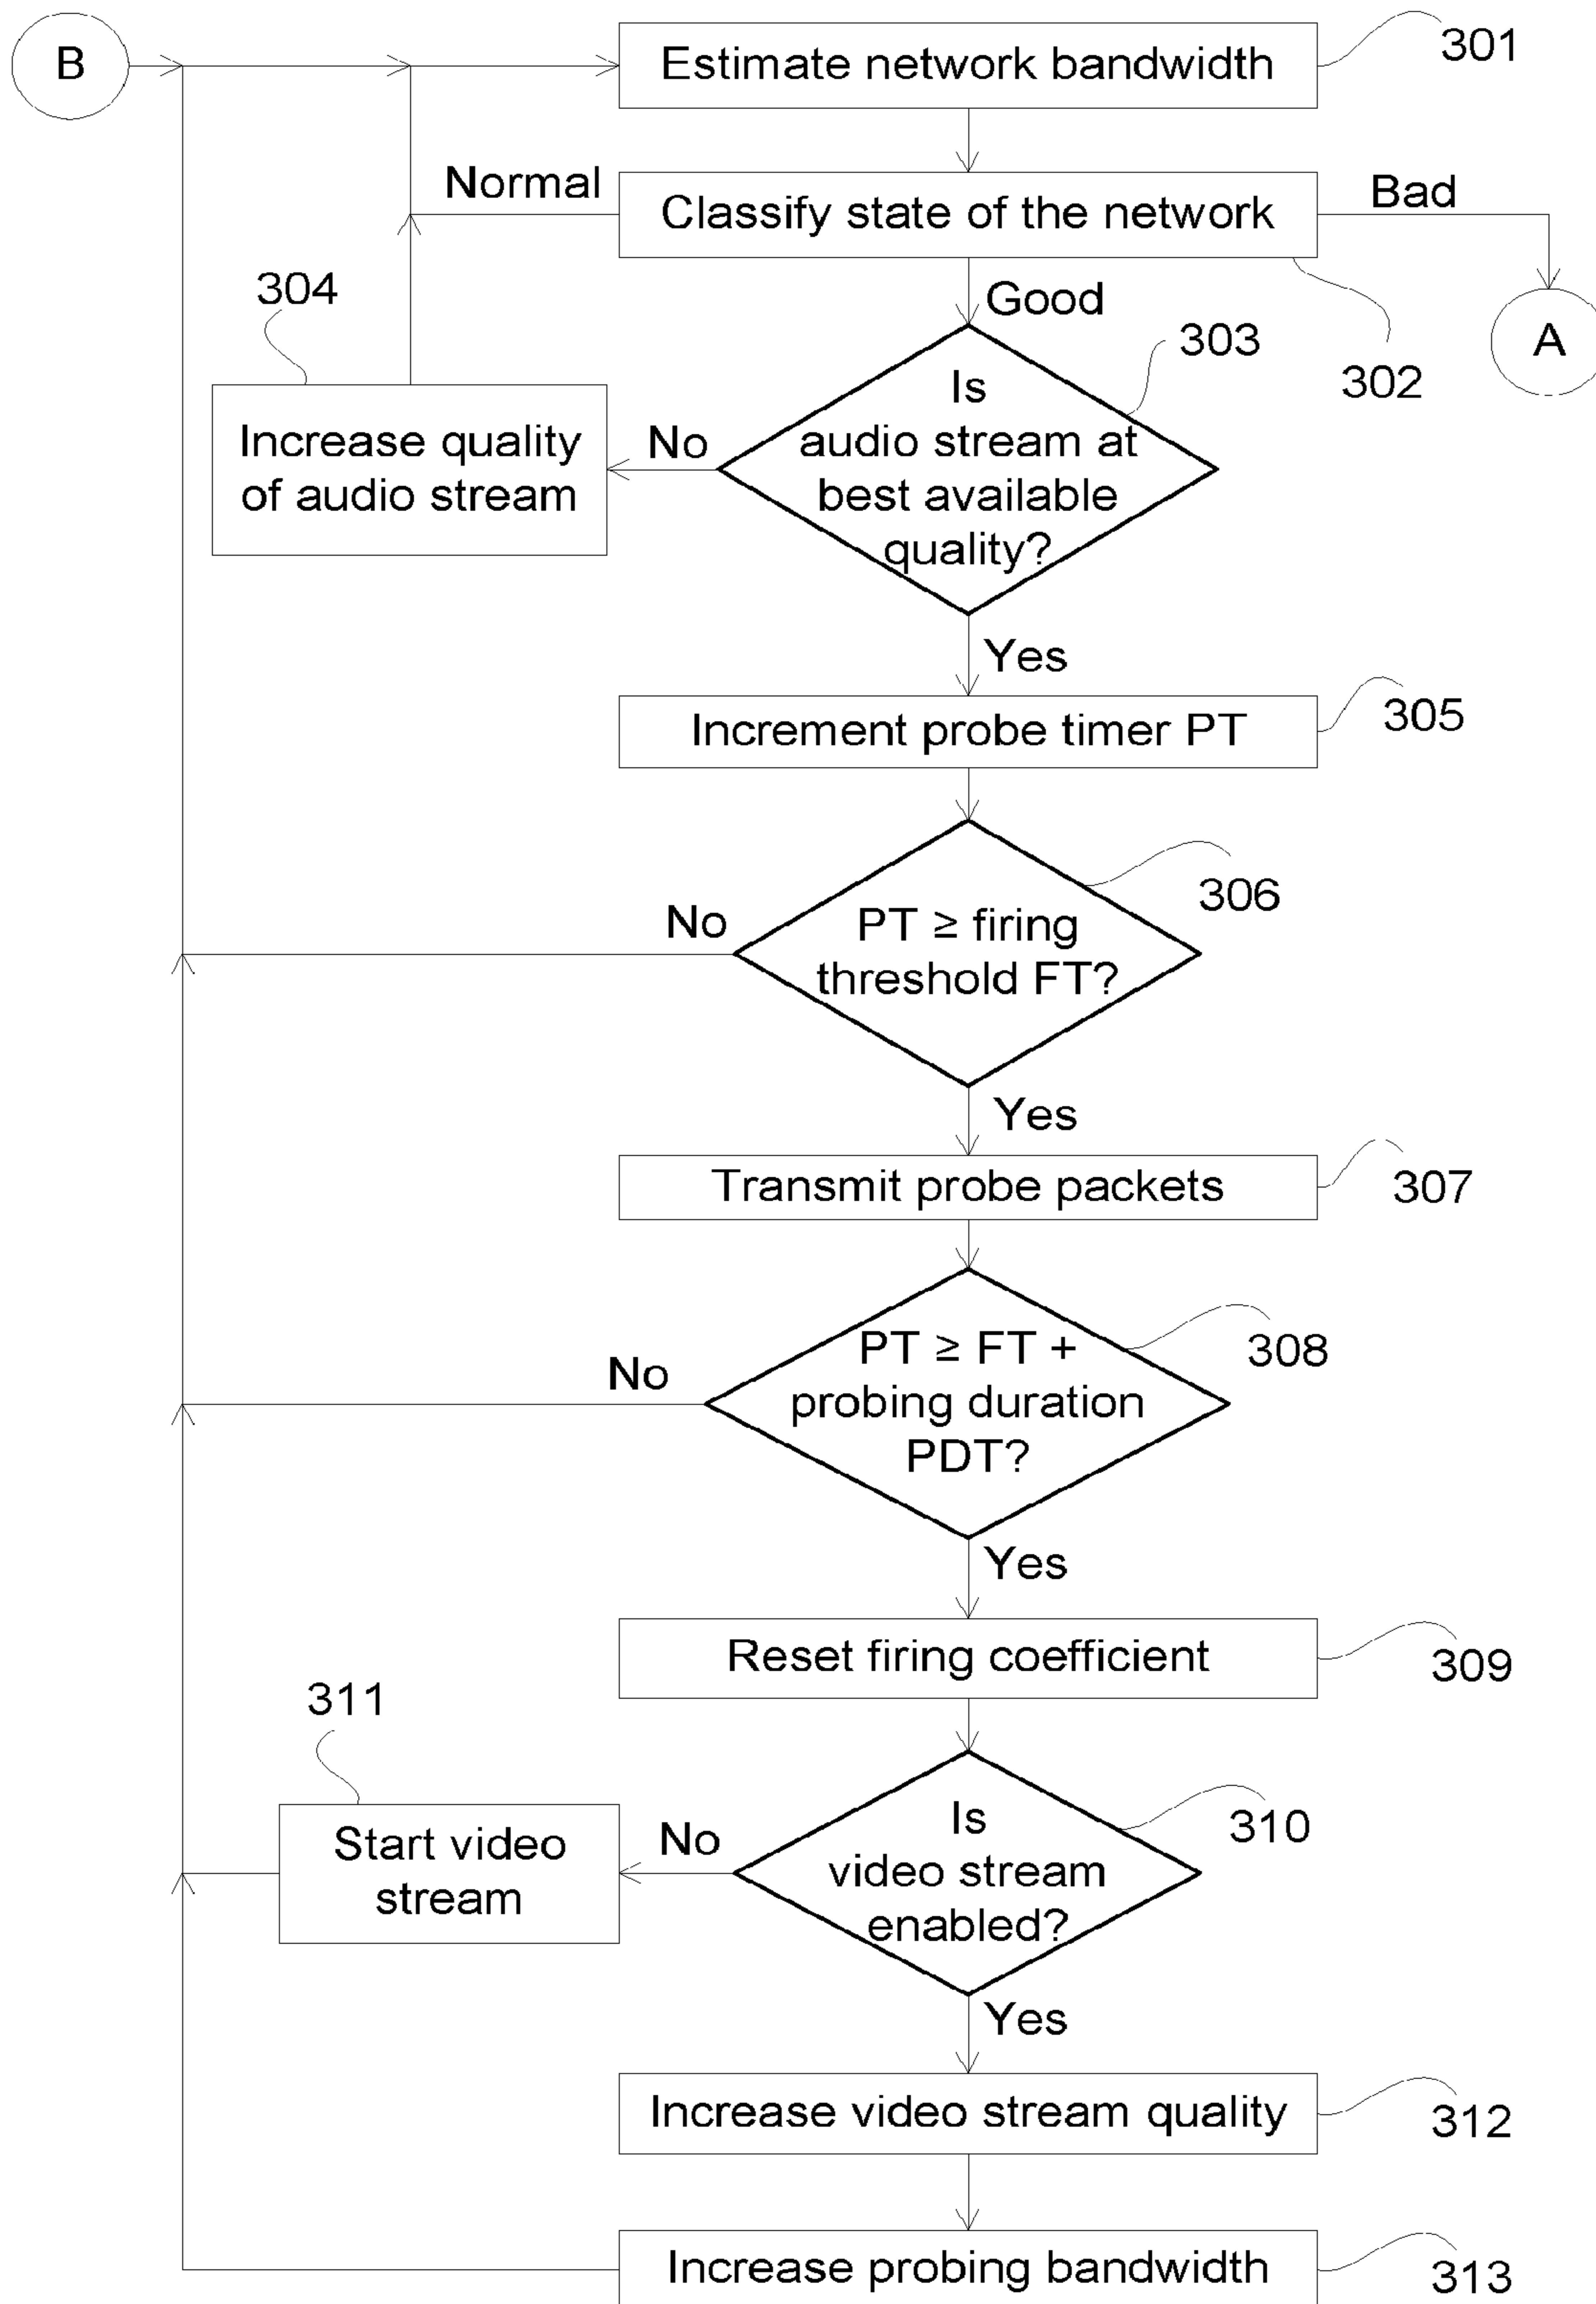 B
Estimate network bandwidth
301
Normal
Classify state of the network
Bad
304
Good
303
302
A
Is
audio stream at
best available
quality?
No
Increase quality
of audio stream
Yes
Increment probe timer PT
305
306
No
PT ≥ firing
threshold FT?
Yes
Transmit probe packets
307
308
No
PT ≥ FT +
probing duration
PDT?
Yes
Reset firing coefficient
309
311
310
Start video
stream
No
Is
video stream
enabled?
Yes
Increase video stream quality
312
Increase probing bandwidth
313